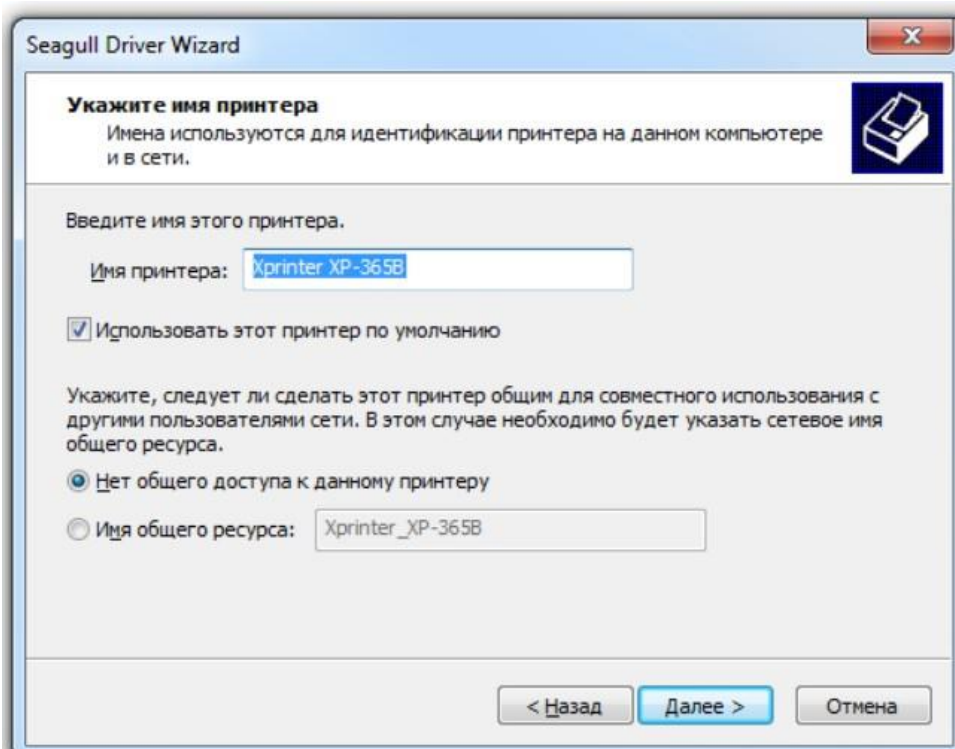 Seagull Driver Wizard
Укажите имя принтера
Имена используются для идентификации принтера на данном компьютере
и в сети.
Введите имя этого принтера.
Имя принтера: Xprinter XP-365B
Использовать этот принтер по умолчанию
Укажите, следует ли сделать этот принтер общим для совместного использования с
другими пользователями сети. В этом случае необходимо будет указать сетевое имя
общего ресурса.
Нет общего доступа к данному принтеру
Имя общего ресурса: Xprinter_XP-365B
< Назад Далее > Отмена